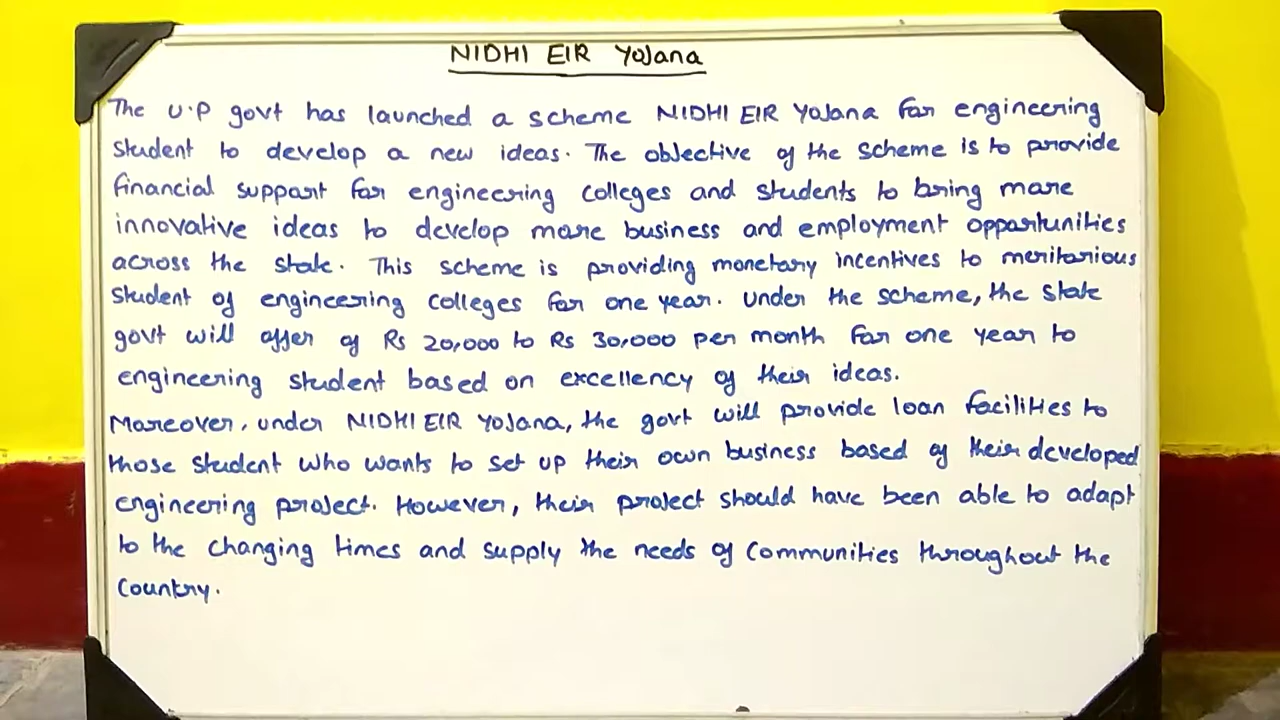 NIDHI EIR Yojana
The U.P govt has launched a scheme NIDHI EIR Yojana for engineering
student to develop a new ideas. The objective of the scheme is to provide
financial support for engineering colleges and students to bring more
innovative ideas to develop more business and employment opportunities
across the state. This scheme is providing monetary incentives to meritorious
student of engineering colleges for one year. Under the scheme, the state
govt will offer of Rs 20,000 to Rs 30,000 per month for one year to
engineering student based on excellency of their ideas.
Moreover, under NIDHI EIR Yojana, the govt will provide loan facilities to
those student who wants to set up their own business based of their developed
engineering project. However, their project should have been able to adapt
to the changing times and supply the needs of communities throughout the
country.